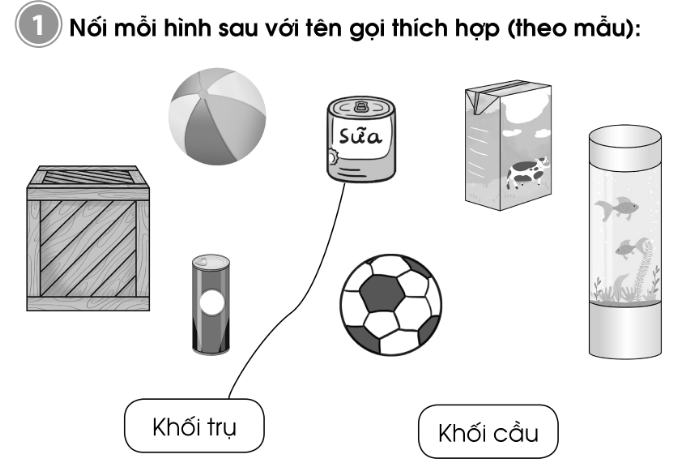 1 Nối mỗi hình sau với tên gọi thích hợp (theo mẫu):
Sữa
Khối trụ
Khối cầu